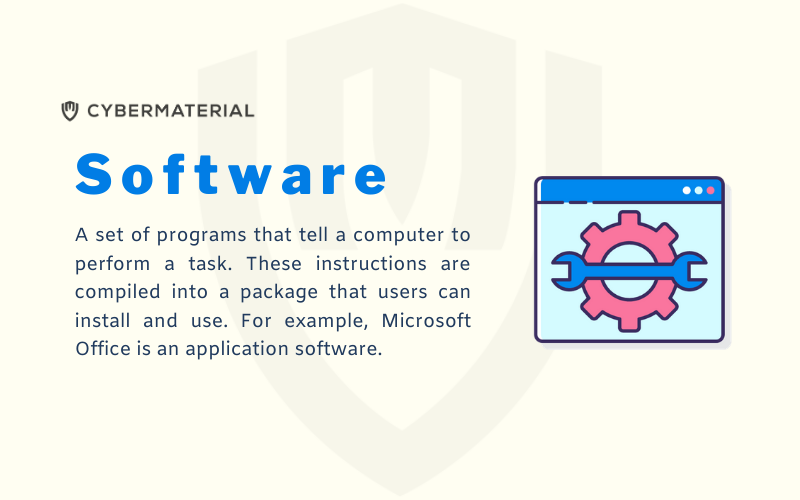 CYBERMATERIAL
Software
A set of programs that tell a computer to
perform a task. These instructions are
compiled into a package that users can
install and use. For example, Microsoft
Office is an application software.